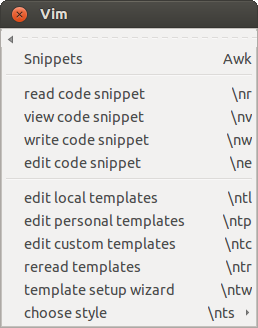 Vim
Snippets Awk
read code snippet \nr
view code snippet \nv
write code snippet \nw
edit code snippet \ne
edit local templates \ntl
edit personal templates \ntp
edit custom templates \ntc
reread templates \ntr
template setup wizard \ntw
choose style \nts